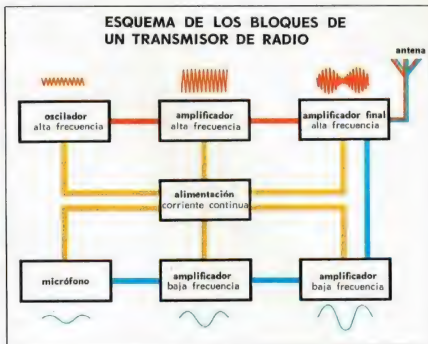 ESQUEMA DE LOS BLOQUES DE
UN TRANSMISOR DE RADIO
antena
oscilador
alta frecuencia
amplificador
alta frecuencia
amplificador final
alta frecuencia
alimentación
corriente continua
micrófono
amplificador
baja frecuencia
amplificador
baja frecuencia